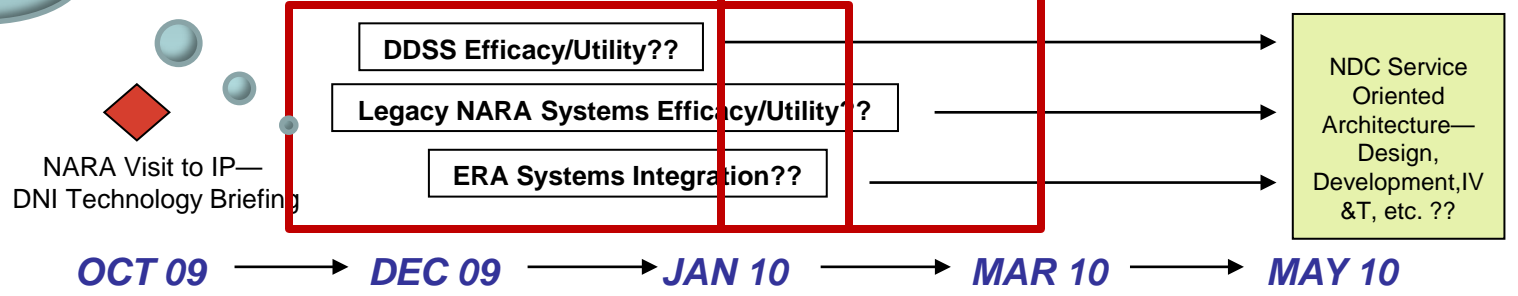 DDSS Efficacy/Utility??
Legacy NARA Systems Efficacy/Utility??
ERA Systems Integration??
NARA Visit to IP—
DNI Technology Briefing
NDC Service
Oriented
Architecture—
Design,
Development,IV
&T, etc. ??
OCT 09
DEC 09
JAN 10
MAR 10
MAY 10